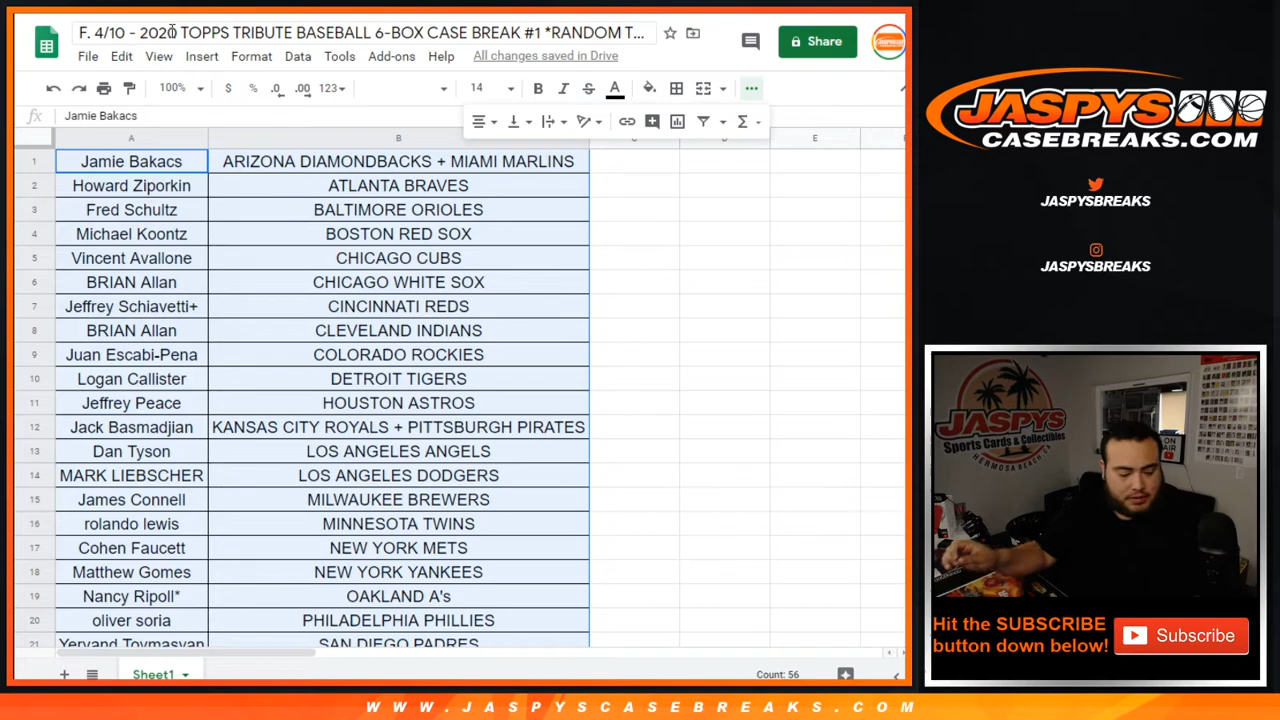 F. 4/10 - 2020 TOPPS TRIBUTE BASEBALL 6-BOX CASE BREAK #1 *RANDOM T...
Share
File Edit View Insert Format Data Tools Add-ons Help All changes saved in Drive
100% $ % .0 .00 123 14 B I S A
fx Jamie Bakacs
A B C D E
1 Jamie Bakacs ARIZONA DIAMONDBACKS + MIAMI MARLINS
2 Howard Ziporkin ATLANTA BRAVES
3 Fred Schultz BALTIMORE ORIOLES
4 Michael Koontz BOSTON RED SOX
5 Vincent Avallone CHICAGO CUBS
6 BRIAN Allan CHICAGO WHITE SOX
7 Jeffrey Schiavetti+ CINCINNATI REDS
8 BRIAN Allan CLEVELAND INDIANS
9 Juan Escabi-Pena COLORADO ROCKIES
10 Logan Callister DETROIT TIGERS
11 Jeffrey Peace HOUSTON ASTROS
12 Jack Basmadjian KANSAS CITY ROYALS + PITTSBURGH PIRATES
13 Dan Tyson LOS ANGELES ANGELS
14 MARK LIEBSCHER LOS ANGELES DODGERS
15 James Connell MILWAUKEE BREWERS
16 rolando lewis MINNESOTA TWINS
17 Cohen Faucett NEW YORK METS
18 Matthew Gomes NEW YORK YANKEES
19 Nancy Ripoll* OAKLAND A's
20 oliver soria PHILADELPHIA PHILLIES
21 Yervand Tovmasyan SAN DIEGO PADRES
Sheet1 Count: 56
JASPYS
CASEBREAKS.COM
JASPYSBREAKS
JASPYSBREAKS
JASPYS
Sports Cards & Collectibles
HERMOSA BEACH, CA
ON
AIR
Hit the SUBSCRIBE
button down below!
Subscribe
WWW.JASPYSCASEBREAKS.COM